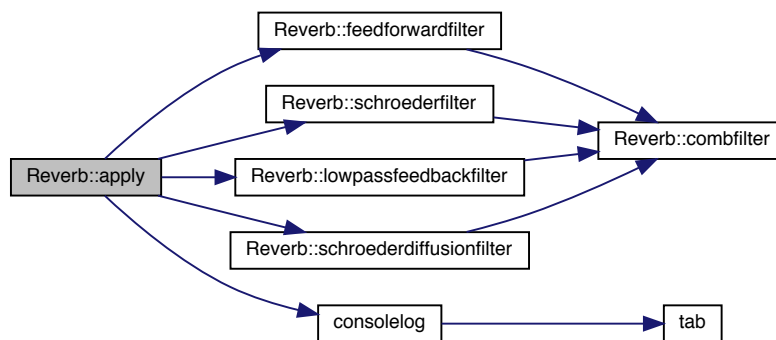 Reverb::feedforwardfilter
Reverb::schroederfilter
Reverb::combfilter
Reverb::apply
Reverb::lowpassfeedbackfilter
Reverb::schroederdiffusionfilter
consolelog
tab